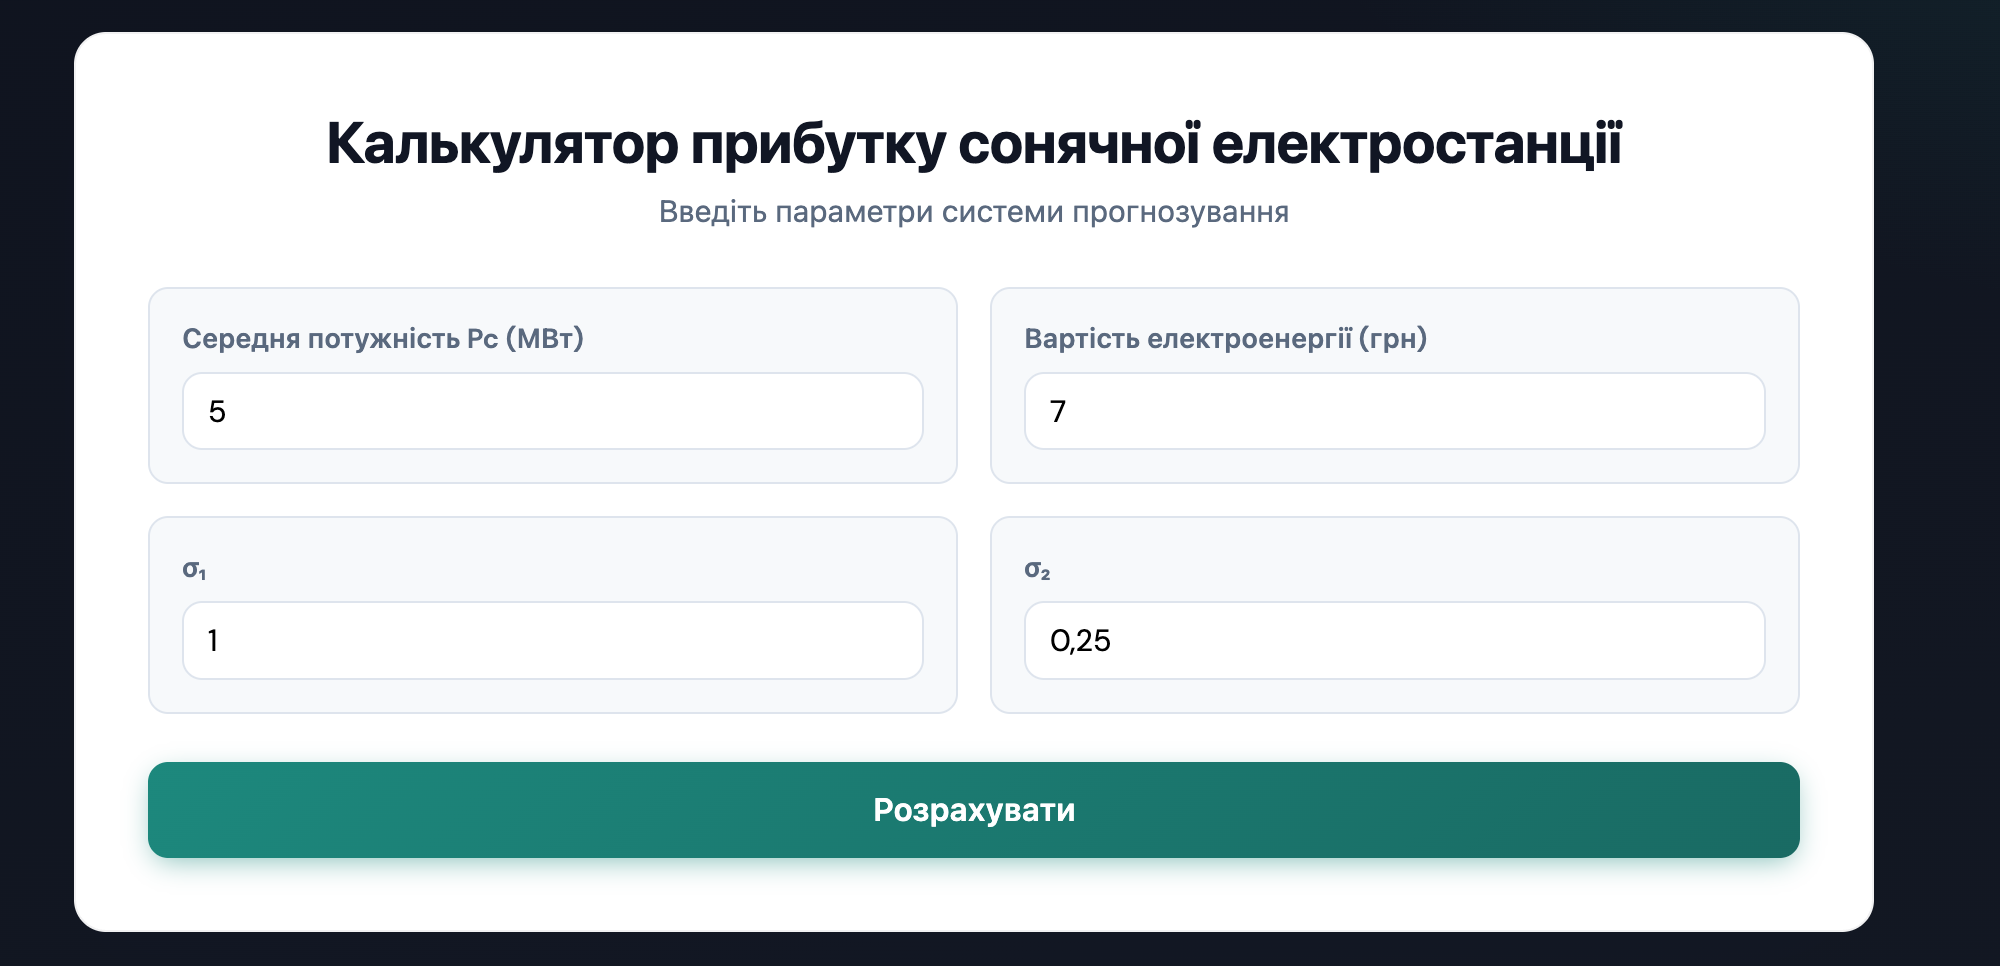 Калькулятор прибутку сонячної електростанції
Введіть параметри системи прогнозування
Середня потужність Pc (МВт)
5
Вартість електроенергії (грн)
7
σ₁
1
σ₂
0,25
Розрахувати